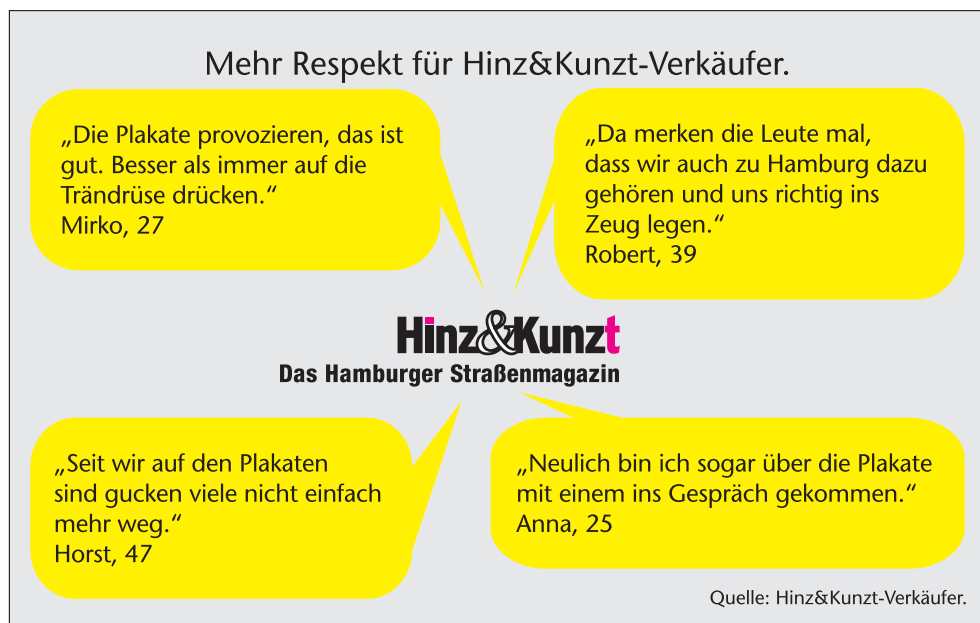 Mehr Respekt für Hinz&Kunzt-Verkäufer.
„Die Plakate provozieren, das ist
gut. Besser als immer auf die
Trändrüse drücken.“
Mirko, 27
„Da merken die Leute mal,
dass wir auch zu Hamburg dazu
gehören und uns richtig ins
Zeug legen.“
Robert, 39
Hinz&Kunzt
Das Hamburger Straßenmagazin
„Seit wir auf den Plakaten
sind gucken viele nicht einfach
mehr weg.“
Horst, 47
„Neulich bin ich sogar über die Plakate
mit einem ins Gespräch gekommen.“
Anna, 25
Quelle: Hinz&Kunzt-Verkäufer.